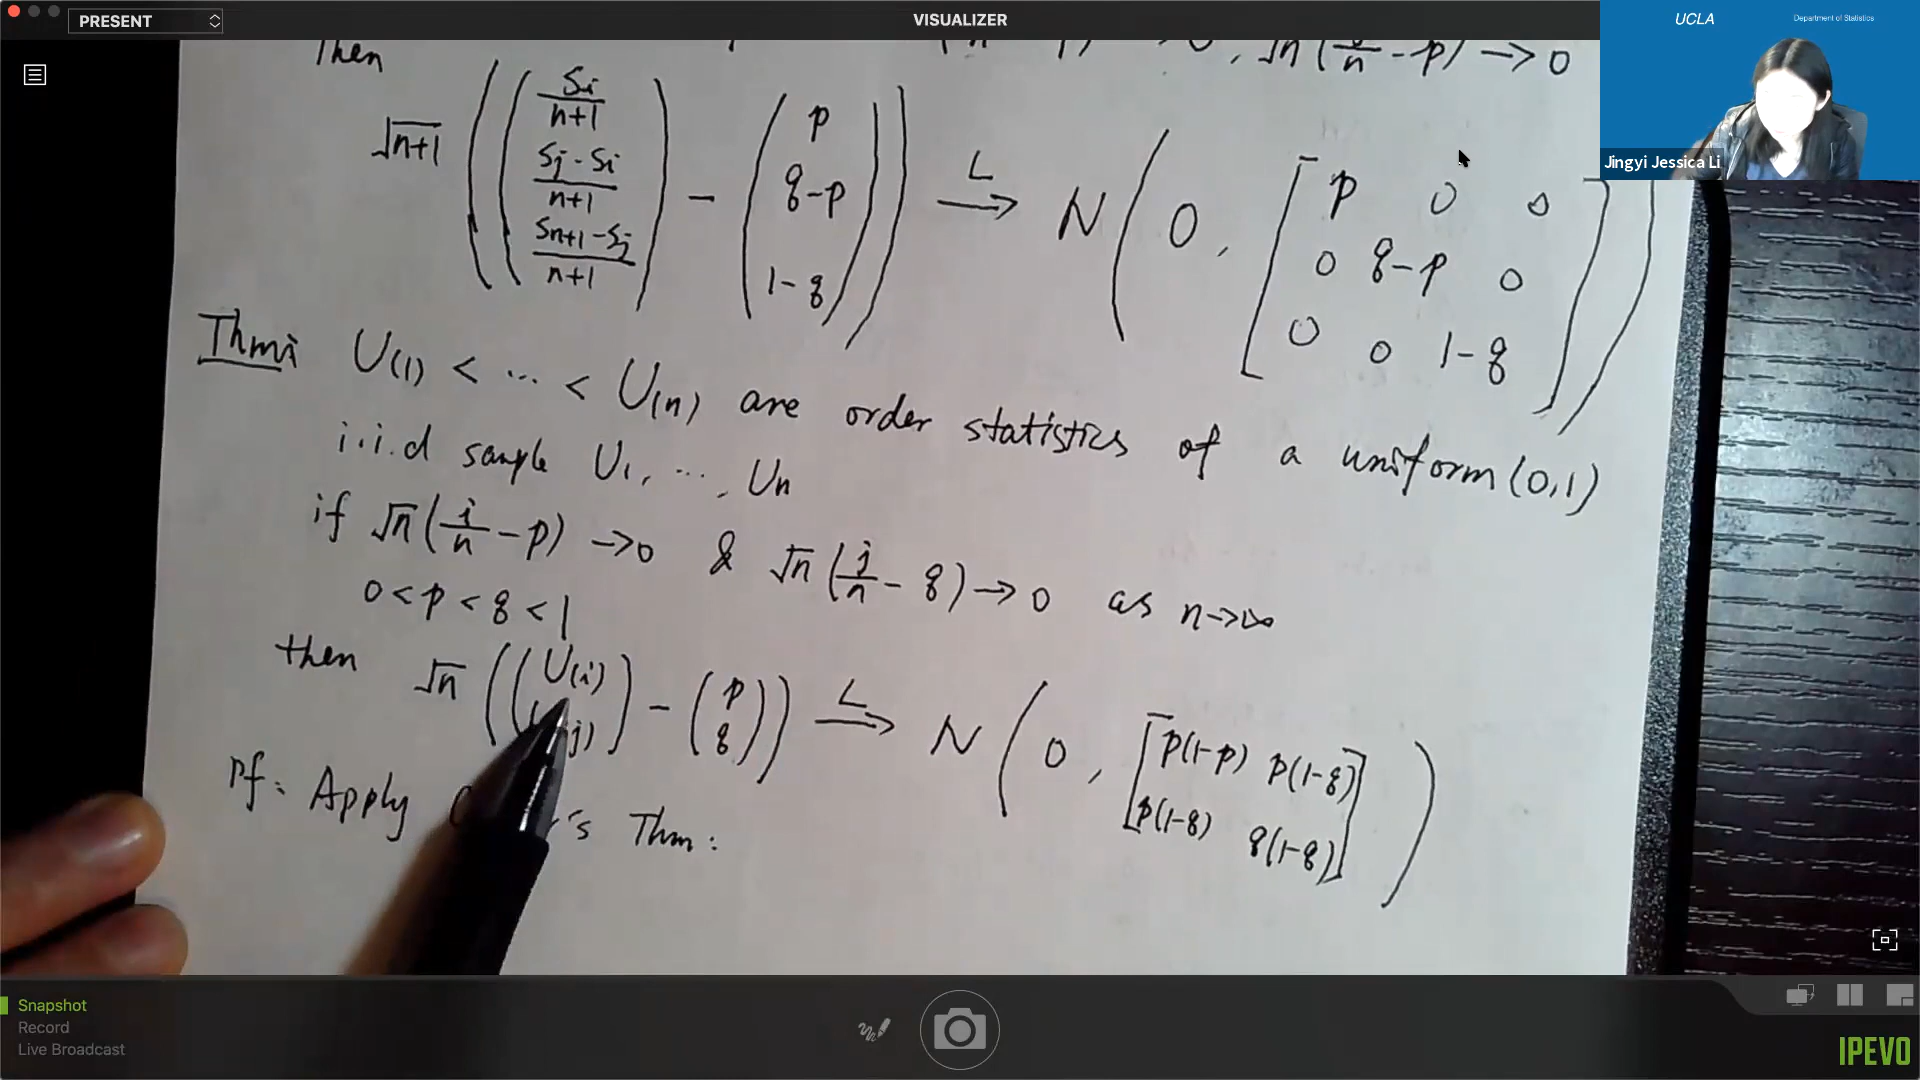 PRESENT
VISUALIZER
UCLA
Department of Statistics
Jingyi Jessica Li
Then
, √n ( /n - p) → 0
√n+1 ( ( Si/n+1
Sj - Si/n+1
Sn+1 - Sj/n+1 ) - ( p
q-p
1-q ) ) →L N ( 0 , [ p 0 0
0 q-p 0
0 0 1-q ] )
Thm: U(1) < ... < U(n) are order statistics of a uniform (0,1)
i.i.d sample U1, ..., Un
if √n ( i/n - p) → 0 & √n ( j/n - q) → 0 as n → ∞
0 < p < q < 1
then √n ( ( U(i)
j) ) - ( p
q ) ) →L N ( 0 , [ p(1-p) p(1-q)
p(1-q) q(1-q) ] )
Pf: Apply 's Thm:
Snapshot
Record
Live Broadcast
IPEVO